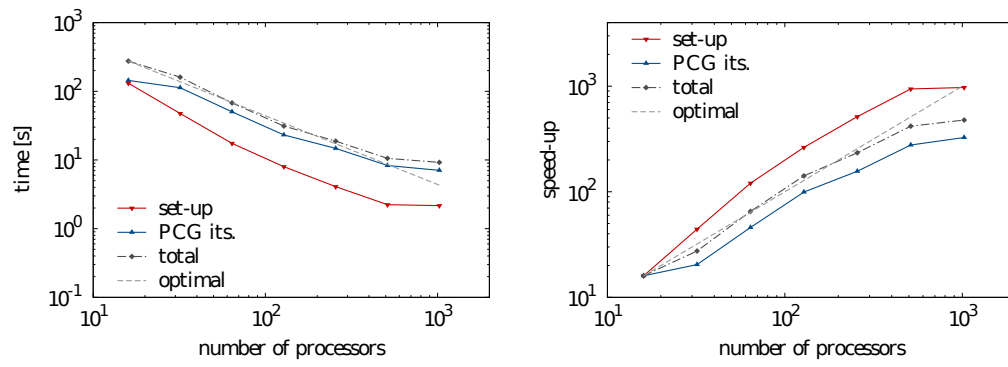 10^3
10^2
10^1
10^0
10^-1
time [s]
set-up
PCG its.
total
optimal
10^1
10^2
10^3
number of processors
10^3
10^2
10^1
speed-up
set-up
PCG its.
total
optimal
10^1
10^2
10^3
number of processors